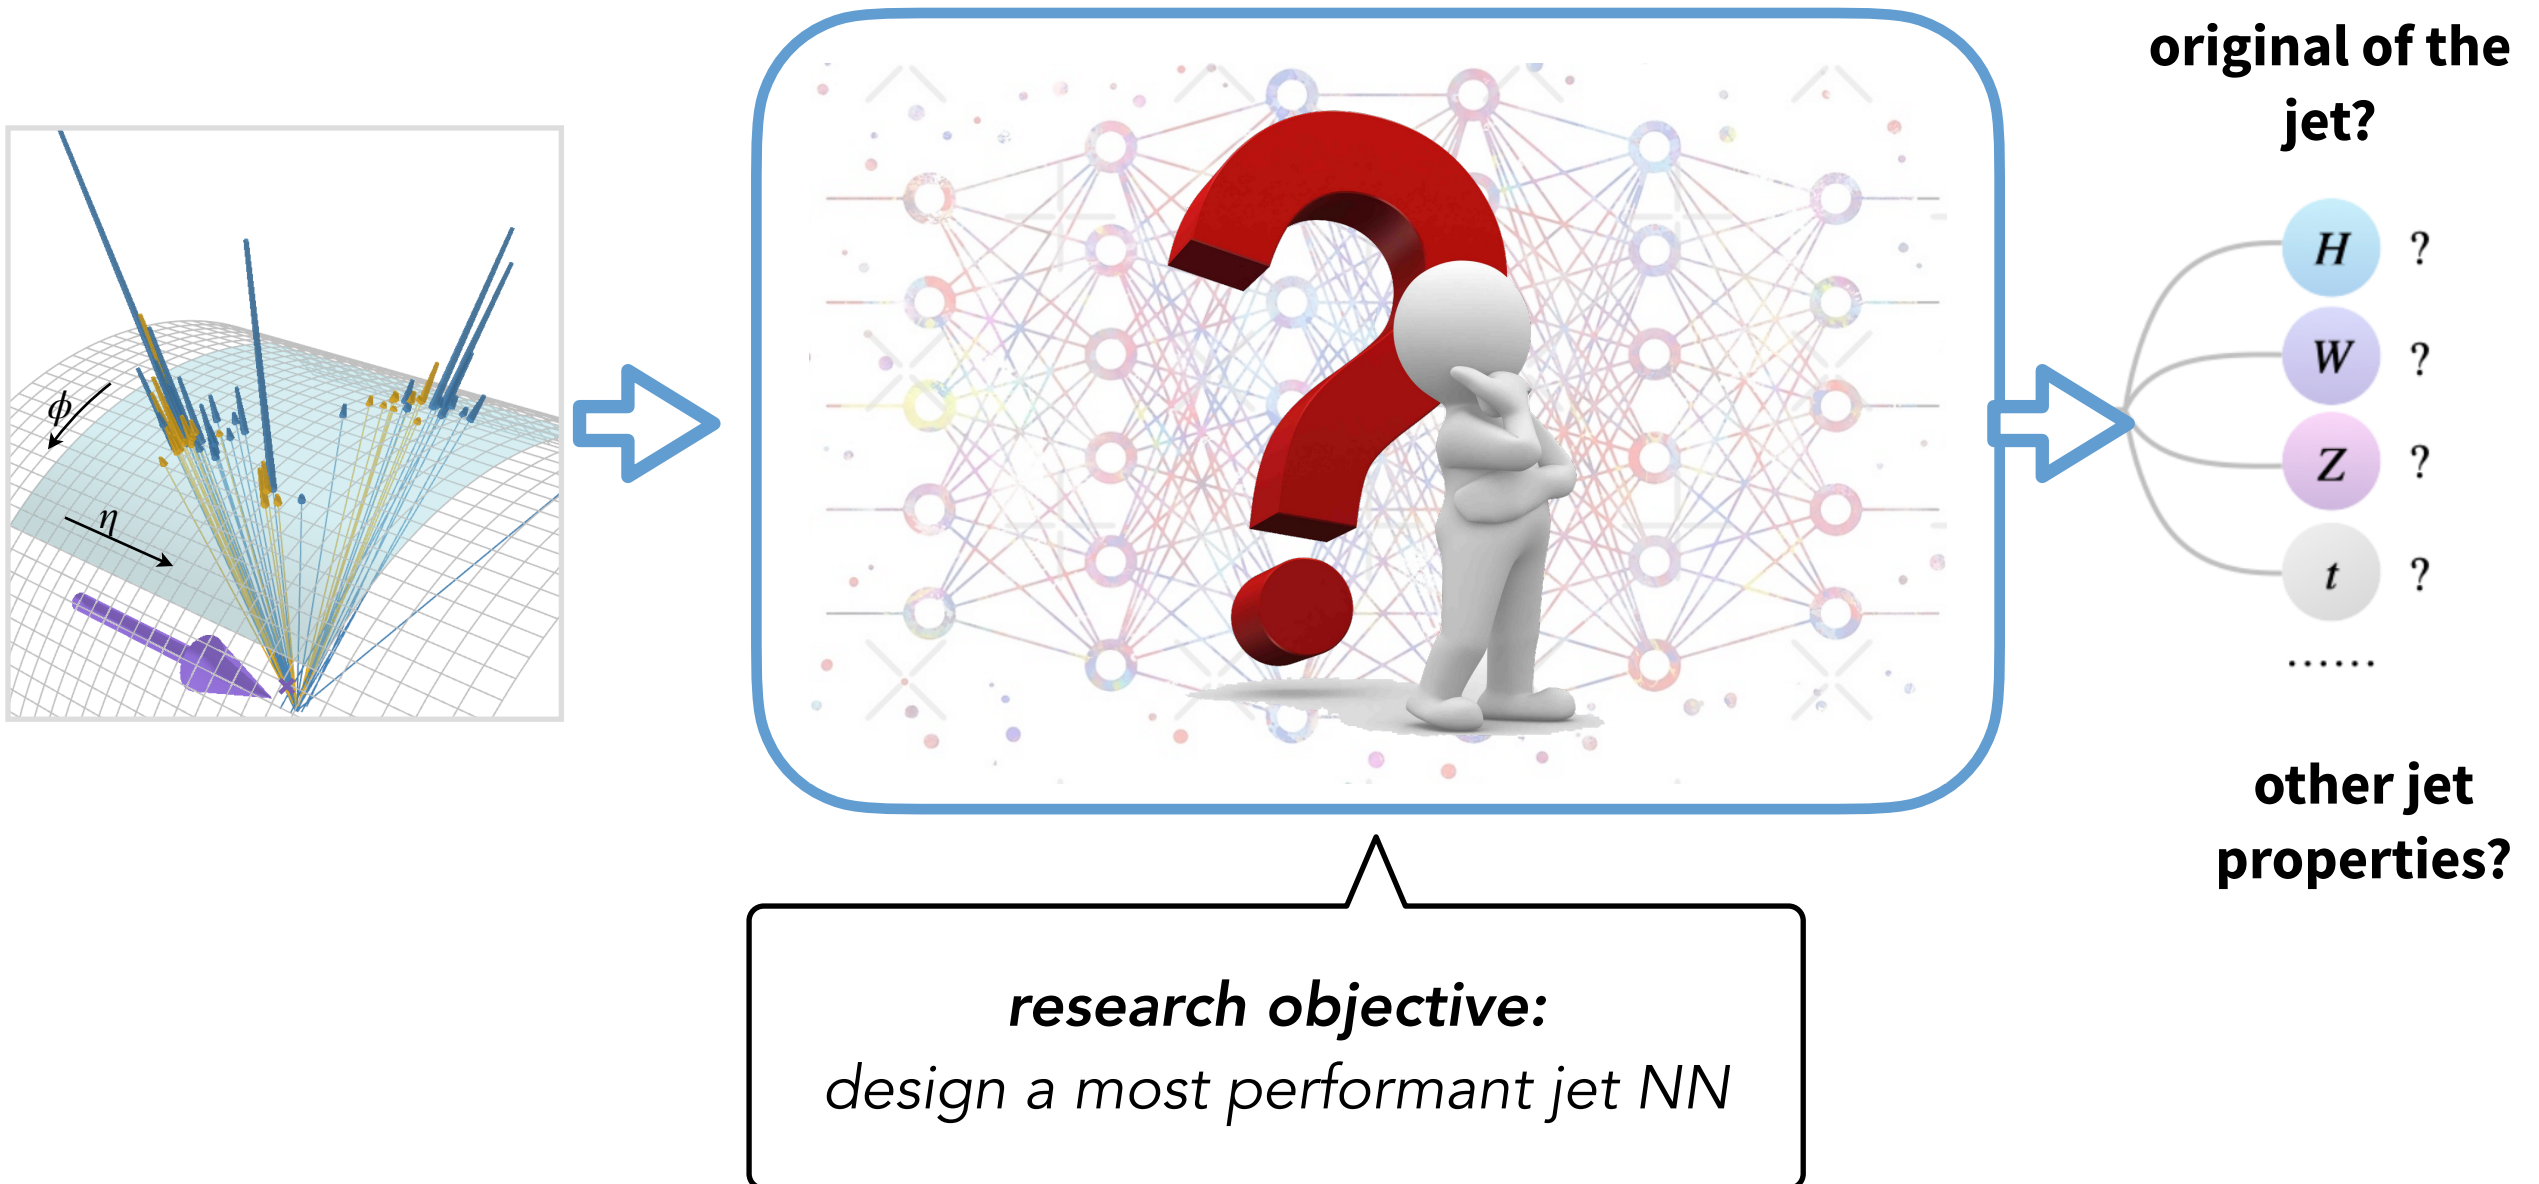 ϕ
η
original of the
jet?
H ?
W ?
Z ?
t ?
......
other jet
properties?
research objective:
design a most performant jet NN